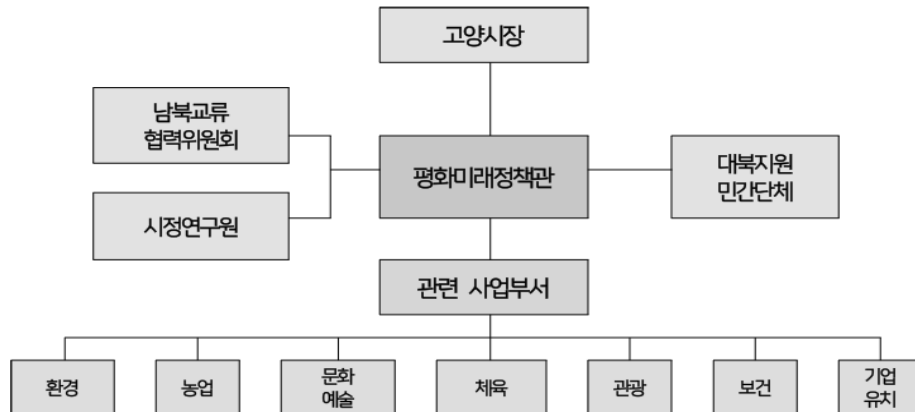 고양시장
남북교류
협력위원회
평화미래정책관
대북지원
민간단체
시정연구원
관련 사업부서
환경
농업
문화
예술
체육
관광
보건
기업
유치